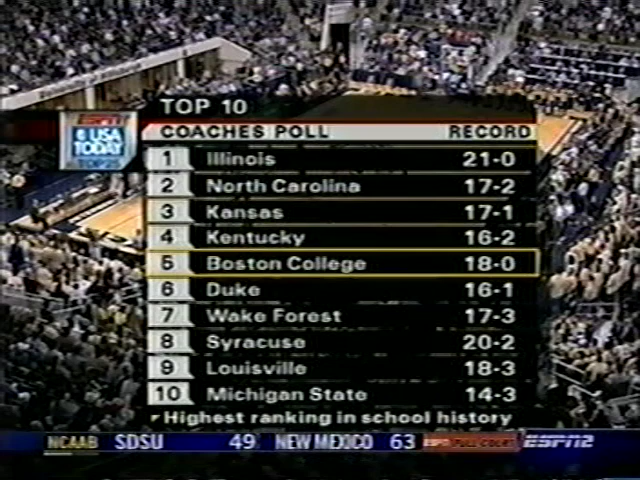 TOP 10
ESPN
USA
TODAY
COACHES POLL RECORD
1 Illinois 21-0
2 North Carolina 17-2
3 Kansas 17-1
4 Kentucky 16-2
5 Boston College 18-0
6 Duke 16-1
7 Wake Forest 17-3
8 Syracuse 20-2
9 Louisville 18-3
10 Michigan State 14-3
Highest ranking in school history
NCAAB SDSU 49 NEW MEXICO 63 ESPN FULL COURT ESPN2